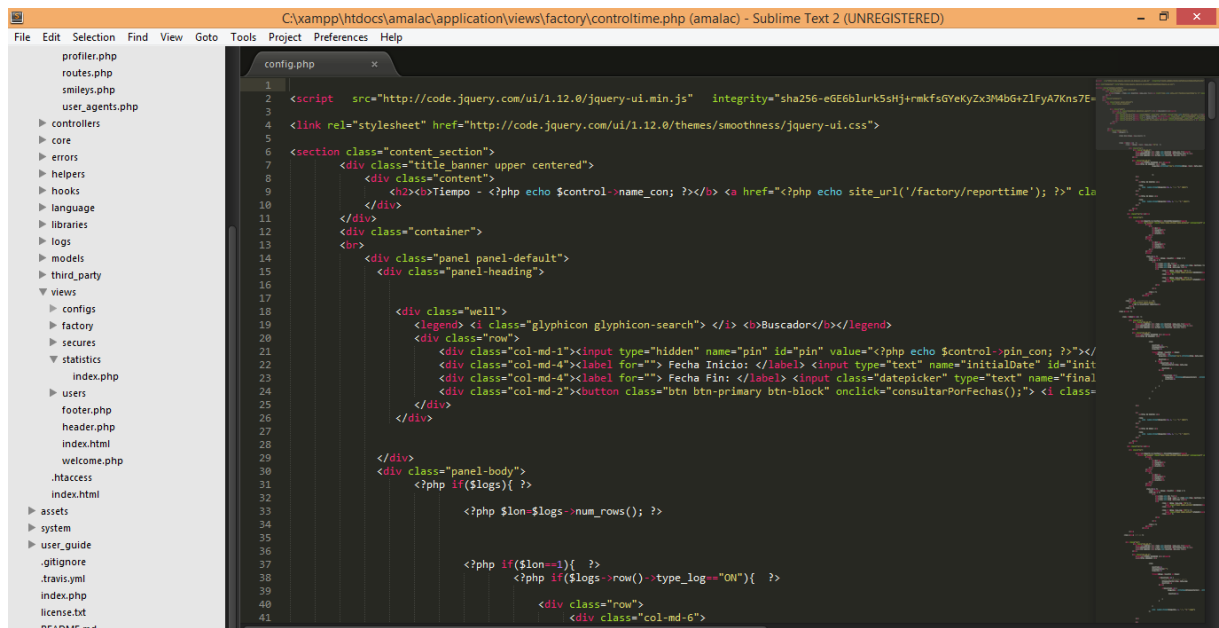 C:\xampp\htdocs\amalac\application\views\factory\controltime.php (amalac) - Sublime Text 2 (UNREGISTERED)
File Edit Selection Find View Goto Tools Project Preferences Help
profiler.php
routes.php
smileys.php
user_agents.php
controllers
core
errors
helpers
hooks
language
libraries
logs
models
third_party
views
configs
factory
secures
statistics
index.php
users
footer.php
header.php
index.html
welcome.php
.htaccess
index.html
assets
system
user_guide
.gitignore
.travis.yml
index.php
license.txt
README.md
config.php
1
2 <script src="http://code.jquery.com/ui/1.12.0/jquery-ui.min.js" integrity="sha256-eGE6blurk5sHj+rmkfsGYeKyZx3M4bG+ZlFyA7Kns7E=
3
4 <link rel="stylesheet" href="http://code.jquery.com/ui/1.12.0/themes/smoothness/jquery-ui.css">
5
6 <section class="content_section">
7 <div class="title_banner upper centered">
8 <div class="content">
9 <h2><b>Tiempo - <?php echo $control->name_con; ?></b> <a href="<?php echo site_url('/factory/reporttime'); ?>" cla
10 </div>
11 </div>
12 <div class="container">
13 <br>
14 <div class="panel panel-default">
15 <div class="panel-heading">
16
17
18 <div class="well">
19 <legend> <i class="glyphicon glyphicon-search"> </i> <b>Buscador</b></legend>
20 <div class="row">
21 <div class="col-md-1"><input type="hidden" name="pin" id="pin" value="<?php echo $control->pin_con; ?>"></
22 <div class="col-md-4"><label for=""> Fecha Inicio: </label> <input type="text" name="initialDate" id="init
23 <div class="col-md-4"><label for=""> Fecha Fin: </label> <input class="datepicker" type="text" name="final
24 <div class="col-md-2"><button class="btn btn-primary btn-block" onclick="consultarPorFechas();"> <i class=
25 </div>
26 </div>
27
28
29 </div>
30 <div class="panel-body">
31 <?php if($logs){ ?>
32
33 <?php $lon=$logs->num_rows(); ?>
34
35
36
37 <?php if($lon==1){ ?>
38 <?php if($logs->row()->type_log=="ON"){ ?>
39
40 <div class="row">
41 <div class="col-md-6">